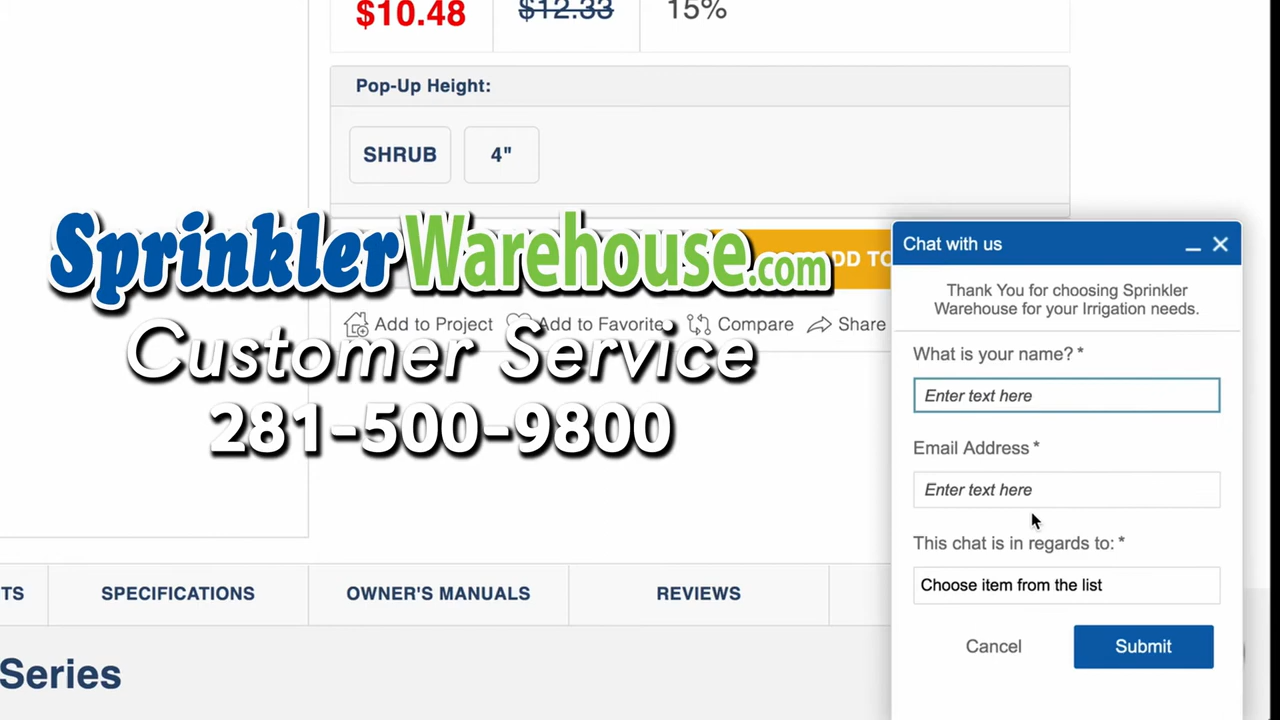 $10.48
$12.33
15%
Pop-Up Height:
SHRUB
4"
SprinklerWarehouse.com
Customer Service
281-500-9800
DD TO
Add to Project
Add to Favorite
Compare
Share
TS
SPECIFICATIONS
OWNER'S MANUALS
REVIEWS
Series
Chat with us
Thank You for choosing Sprinkler
Warehouse for your Irrigation needs.
What is your name? *
Enter text here
Email Address *
Enter text here
This chat is in regards to: *
Choose item from the list
Cancel
Submit